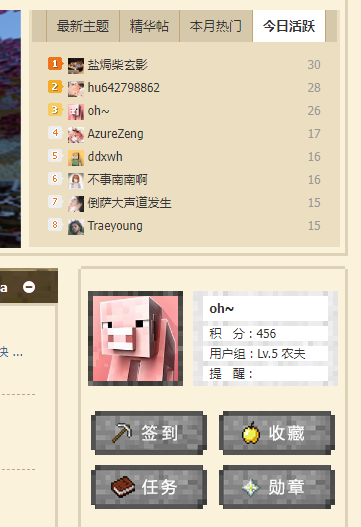 最新主题 精华帖 本月热门 今日活跃
1 盐焗柴玄影 30
2 hu642798862 28
3 oh~ 26
4 AzureZeng 17
5 ddxwh 16
6 不事南南啊 16
7 倒萨大声道发生 15
8 Traeyoung 15
a
块 ...
oh~
积 分 : 456
用户组 : Lv.5 农夫
提 醒 :
签到 收藏
任务 勋章